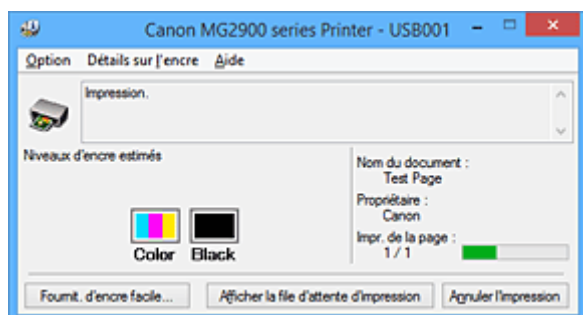 Canon MG2900 series Printer - USB001
Option Détails sur l'encre Aide
Impression.
Niveaux d'encre estimés
Color Black
Nom du document :
Test Page
Propriétaire :
Canon
Impr. de la page :
1 / 1
Fournit. d'encre facile... Afficher la file d'attente d'impression Annuler l'impression